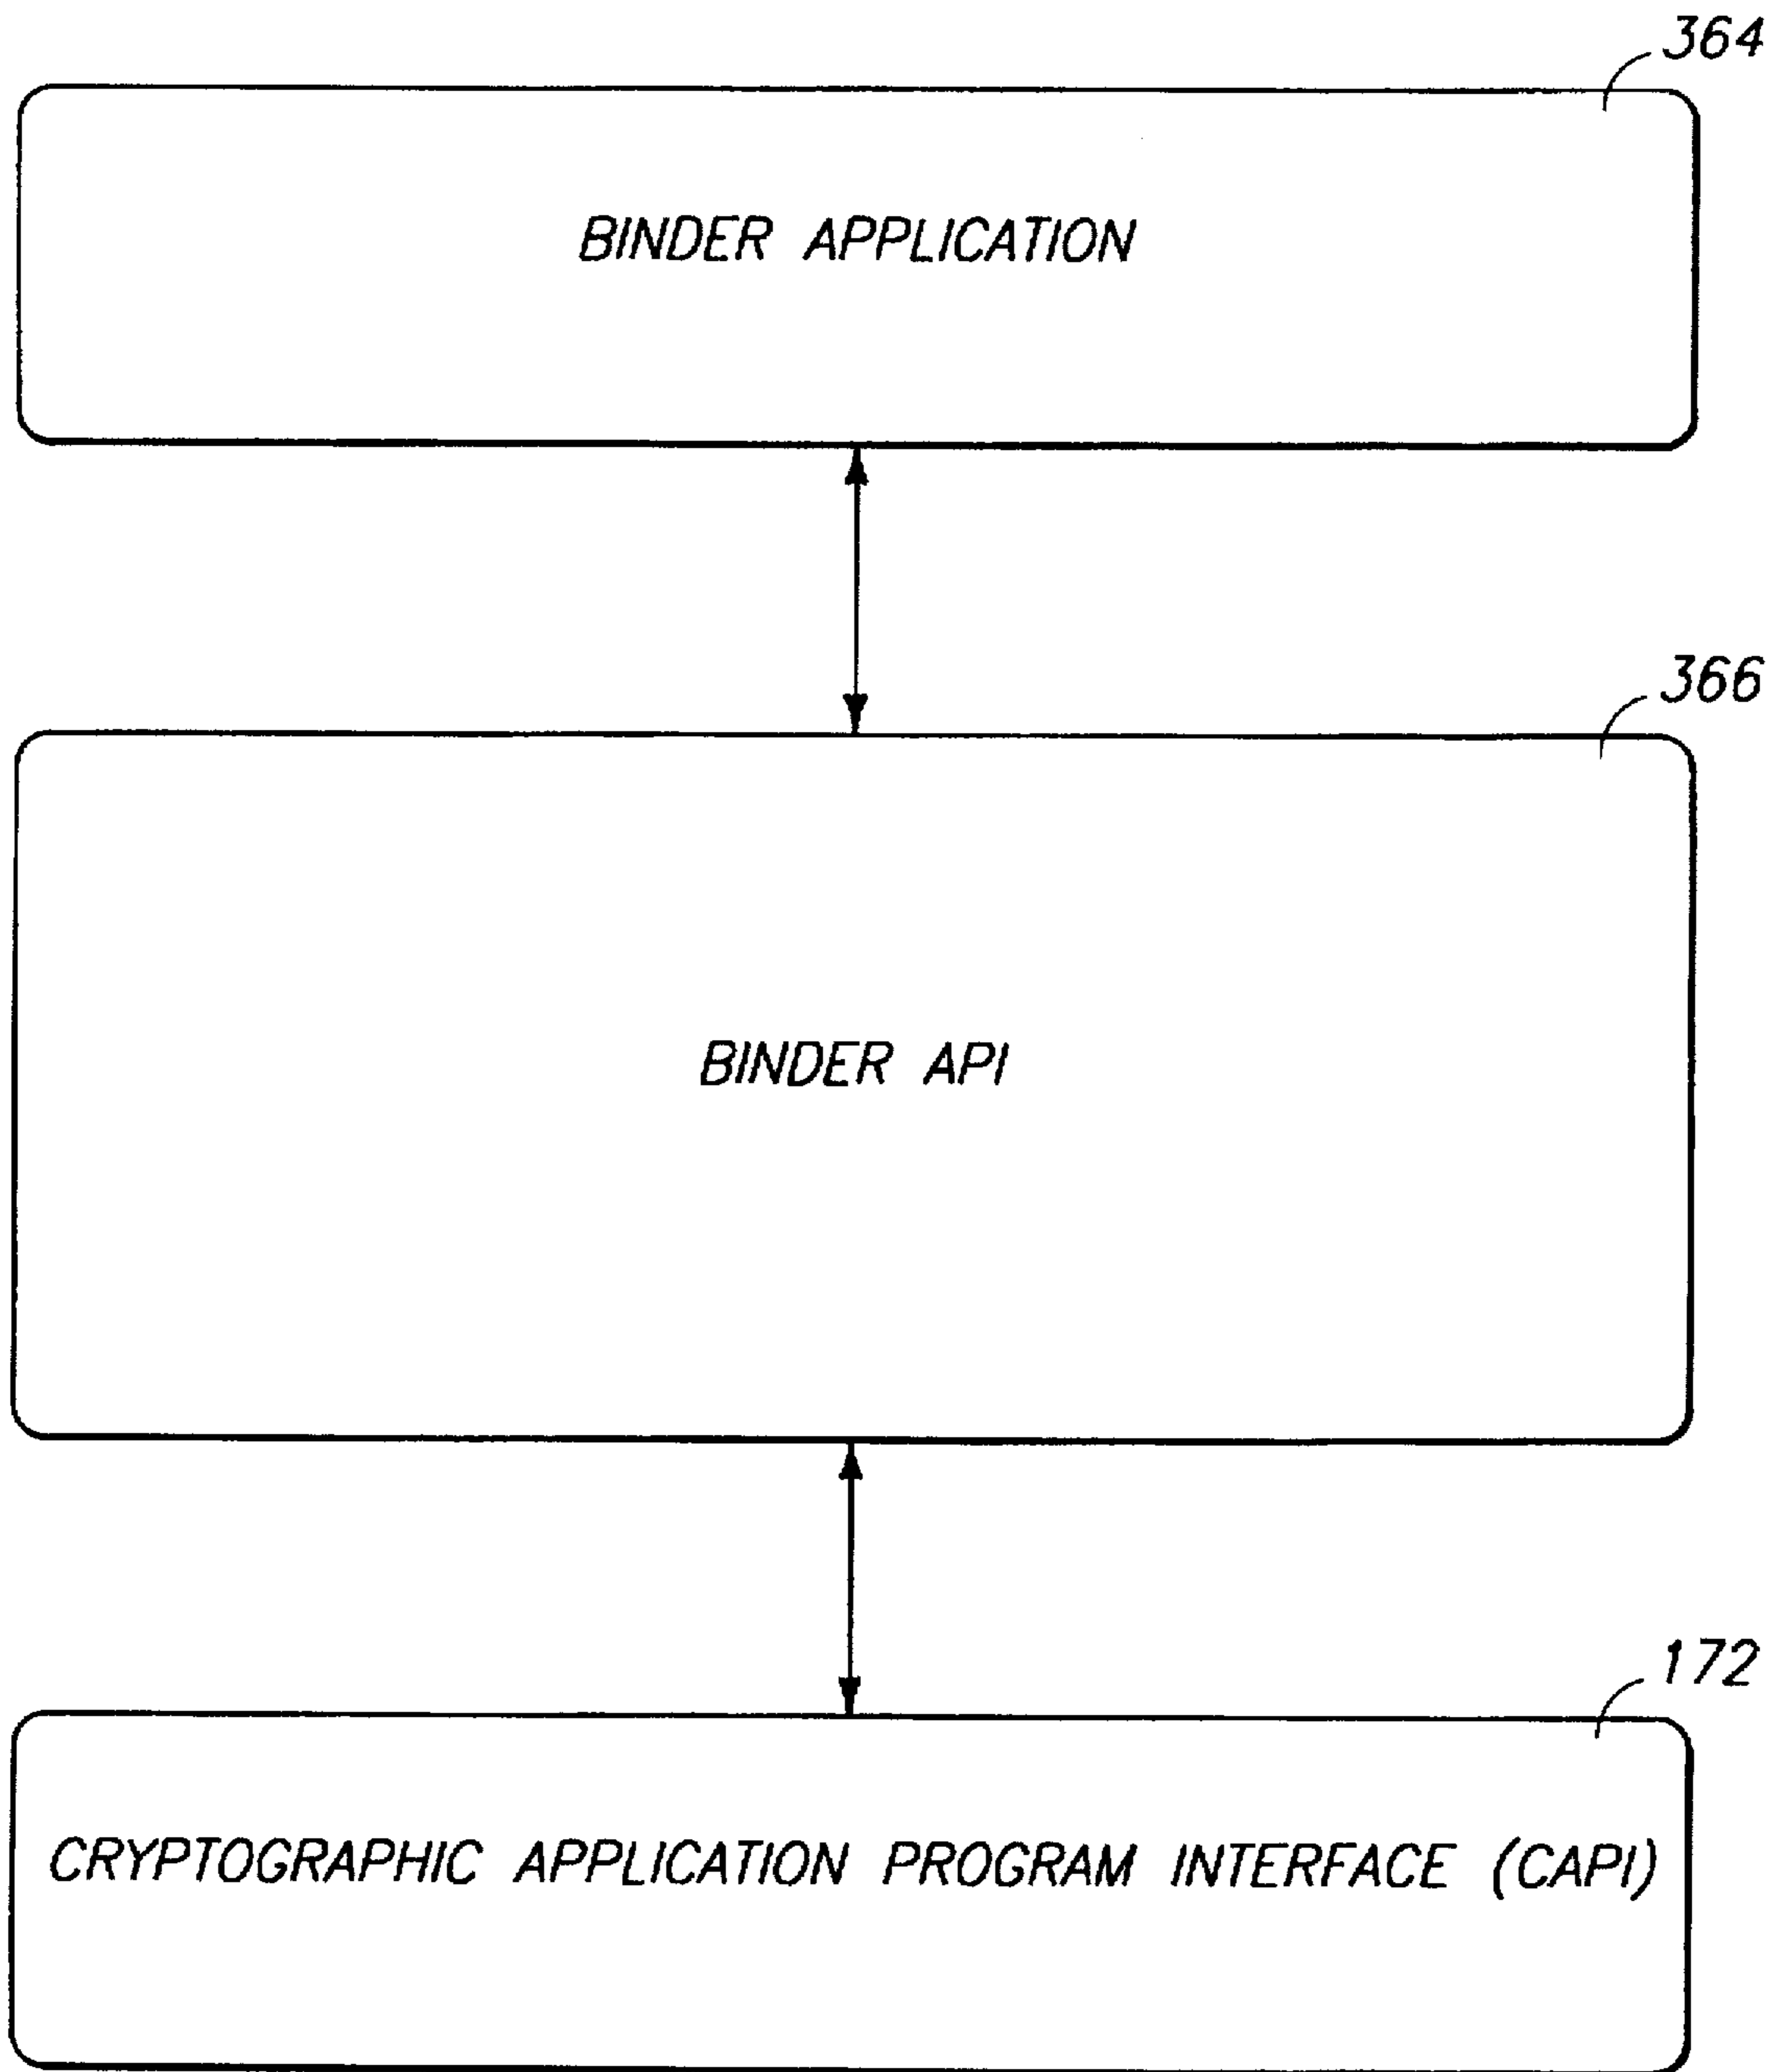 364
BINDER APPLICATION
366
BINDER API
172
CRYPTOGRAPHIC APPLICATION PROGRAM INTERFACE (CAPI)